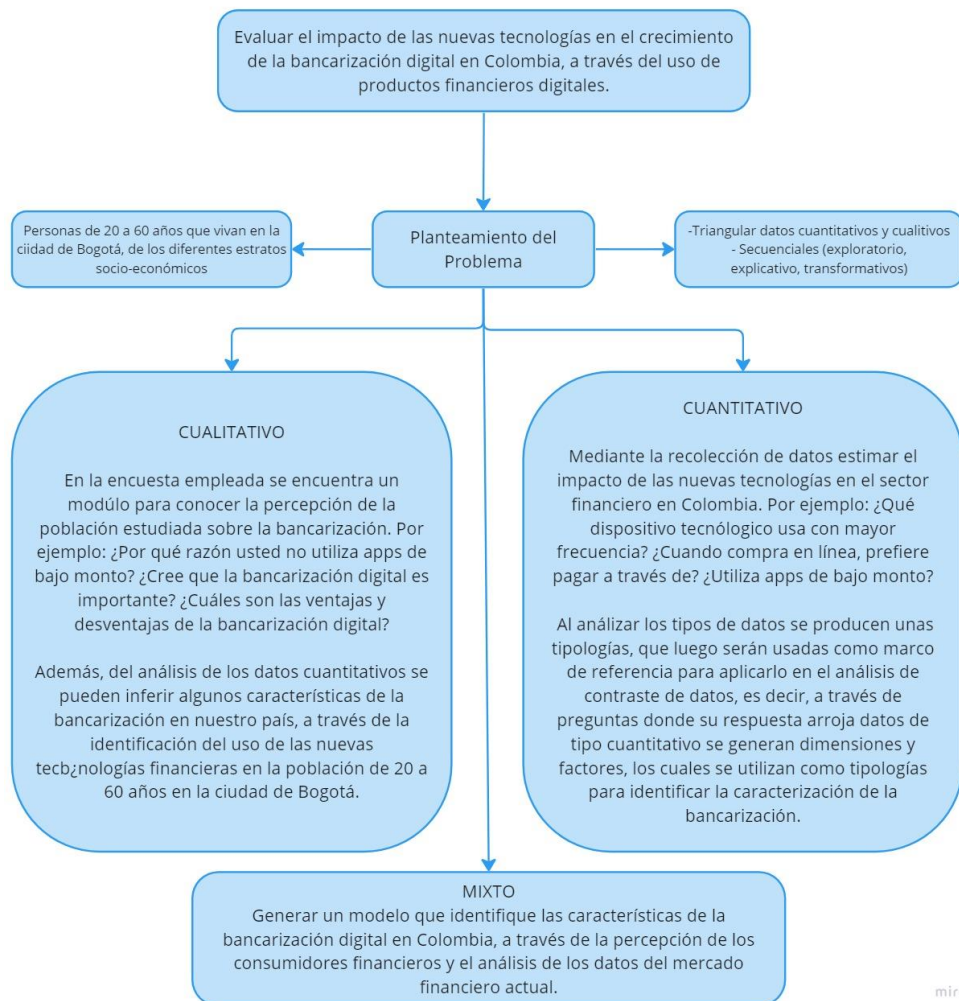 Evaluar el impacto de las nuevas tecnologías en el crecimiento
de la bancarización digital en Colombia, a través del uso de
productos financieros digitales.
Personas de 20 a 60 años que vivan en la
ciidad de Bogotá, de los diferentes estratos
socio-económicos
Planteamiento del
Problema
-Triangular datos cuantitativos y cualitivos
- Secuenciales (exploratorio,
explicativo, transformativos)
CUALITATIVO
En la encuesta empleada se encuentra un
modúlo para conocer la percepción de la
población estudiada sobre la bancarización. Por
ejemplo: ¿Por qué razón usted no utiliza apps de
bajo monto? ¿Cree que la bancarización digital es
importante? ¿Cuáles son las ventajas y
desventajas de la bancarización digital?
Además, del análisis de los datos cuantitativos se
pueden inferir algunos características de la
bancarización en nuestro país, a través de la
identificación del uso de las nuevas
tecb¿nologías financieras en la población de 20 a
60 años en la ciudad de Bogotá.
CUANTITATIVO
Mediante la recolección de datos estimar el
impacto de las nuevas tecnologías en el sector
financiero en Colombia. Por ejemplo: ¿Qué
dispositivo tecnólogico usa con mayor
frecuencia? ¿Cuando compra en línea, prefiere
pagar a través de? ¿Utiliza apps de bajo monto?
Al análizar los tipos de datos se producen unas
tipologías, que luego serán usadas como marco
de referencia para aplicarlo en el análisis de
contraste de datos, es decir, a través de
preguntas donde su respuesta arroja datos de
tipo cuantitativo se generan dimensiones y
factores, los cuales se utilizan como tipologías
para identificar la caracterización de la
bancarización.
MIXTO
Generar un modelo que identifique las características de la
bancarización digital en Colombia, a través de la percepción de los
consumidores financieros y el análisis de los datos del mercado
financiero actual.